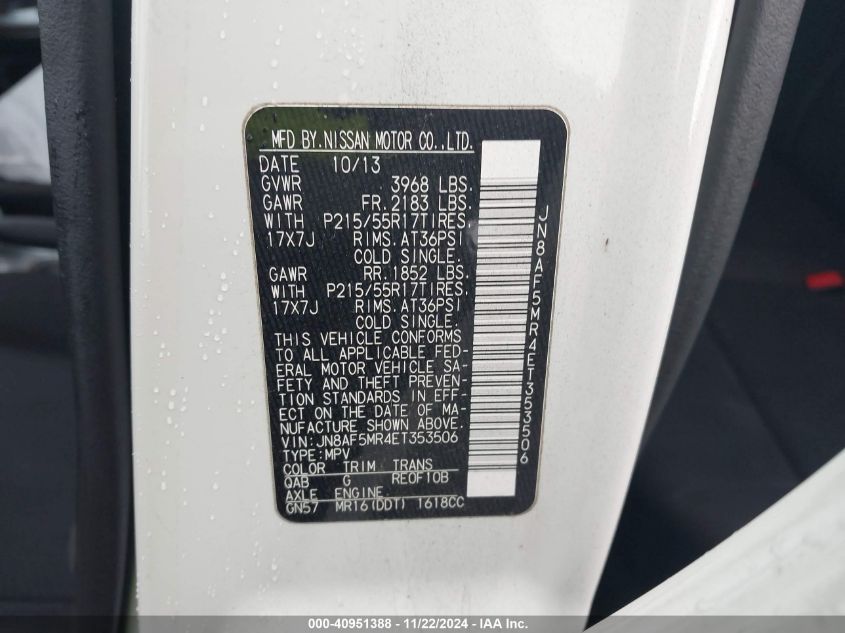 MFD BY.NISSAN MOTOR CO.,LTD.
DATE 10/13
GVWR 3968 LBS.
GAWR FR.2183 LBS.
WITH P215/55R17TIRES.
17X7J RIMS.AT36PSI
COLD SINGLE.
GAWR RR.1852 LBS.
WITH P215/55R17TIRES.
17X7J RIMS.AT36PSI
COLD SINGLE.
THIS VEHICLE CONFORMS
TO ALL APPLICABLE FED-
ERAL MOTOR VEHICLE SA-
FETY AND THEFT PREVEN-
TION STANDARDS IN EFF-
ECT ON THE DATE OF MA-
NUFACTURE SHOWN ABOVE.
VIN:JN8AF5MR4ET353506
TYPE:MPV
COLOR TRIM TRANS
QAB G RE0F10B
AXLE ENGINE
GN57 MR16(DDT) 1618CC
JN8AF5MR4ET353506
000-40951388 - 11/22/2024 - IAA Inc.